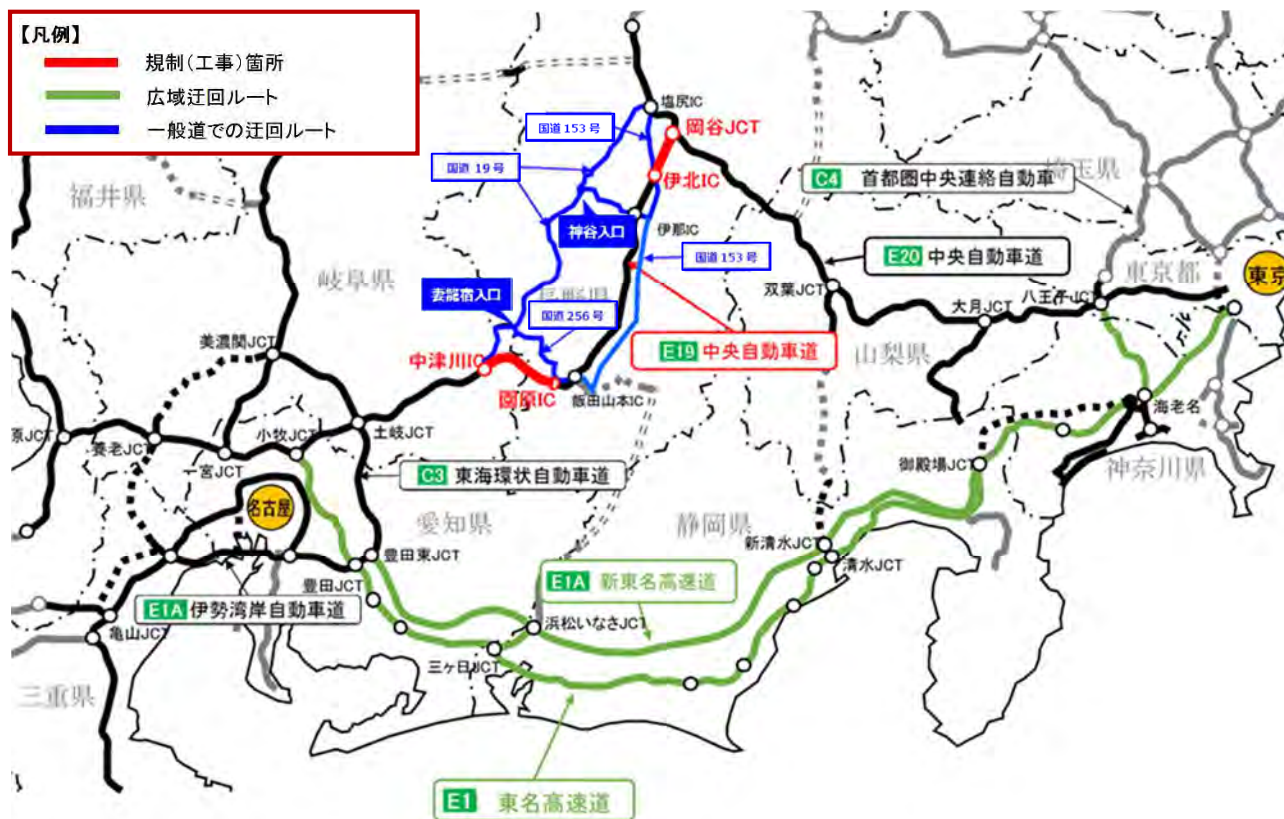 【凡例】
規制(工事)箇所
広域迂回ルート
一般道での迂回ルート
塩尻IC
国道153号
岡谷JCT
国道 19号
伊北IC
埼玉県
C4 首都圏中央連絡自動車
福井県
神谷入口
伊那IC
国道153号
E20 中央自動車道
東京都
東京
岐阜県
双葉JCT
大月JCT
八王子JCT
妻籠宿入口
長野県
国道256号
E19 中央自動車道
山梨県
美濃関JCT
中津川IC
園原IC
飯田山本IC
海老名
原JCT
養老JCT
一宮JCT
小牧JCT
土岐JCT
御殿場JCT
神奈川県
C3 東海環状自動車道
名古屋
愛知県
静岡県
豊田東JCT
新清水JCT
清水JCT
豊田JCT
E1A 新東名高速道
E1A 伊勢湾岸自動車道
浜松いなさJCT
亀山JCT
三ヶ日JCT
三重県
E1 東名高速道